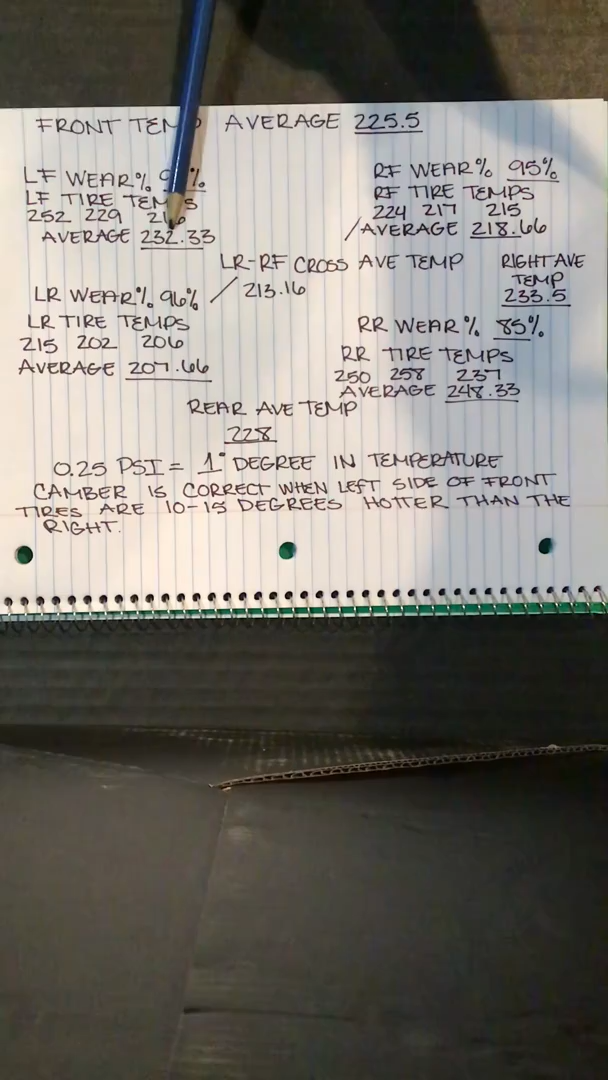 FRONT TEMP AVERAGE 225.5
LF WEAR%
LF TIRE TEMPS
252 229
AVERAGE 232.33
RF WEAR% 95%
RF TIRE TEMPS
224 217 215
AVERAGE 218.66
LR-RF CROSS AVE TEMP
213.16
RIGHT AVE
TEMP
233.5
LR WEAR% 96%
LR TIRE TEMPS
215 202 206
AVERAGE 207.66
RR WEAR% 85%
RR TIRE TEMPS
250 258 237
AVERAGE 248.33
REAR AVE TEMP
228
0.25 PSI = 1° DEGREE IN TEMPERATURE
CAMBER IS CORRECT WHEN LEFT SIDE OF FRONT
TIRES ARE 10-15 DEGREES HOTTER THAN THE
RIGHT.